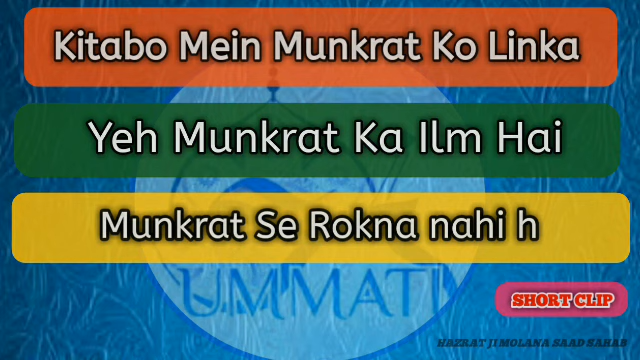 Kitabo Mein Munkrat Ko Linka
Yeh Munkrat Ka Ilm Hai
Munkrat Se Rokna nahi h
UMMATI
SHORT CLIP
HAZRAT JI MOLANA SAAD SAHAB